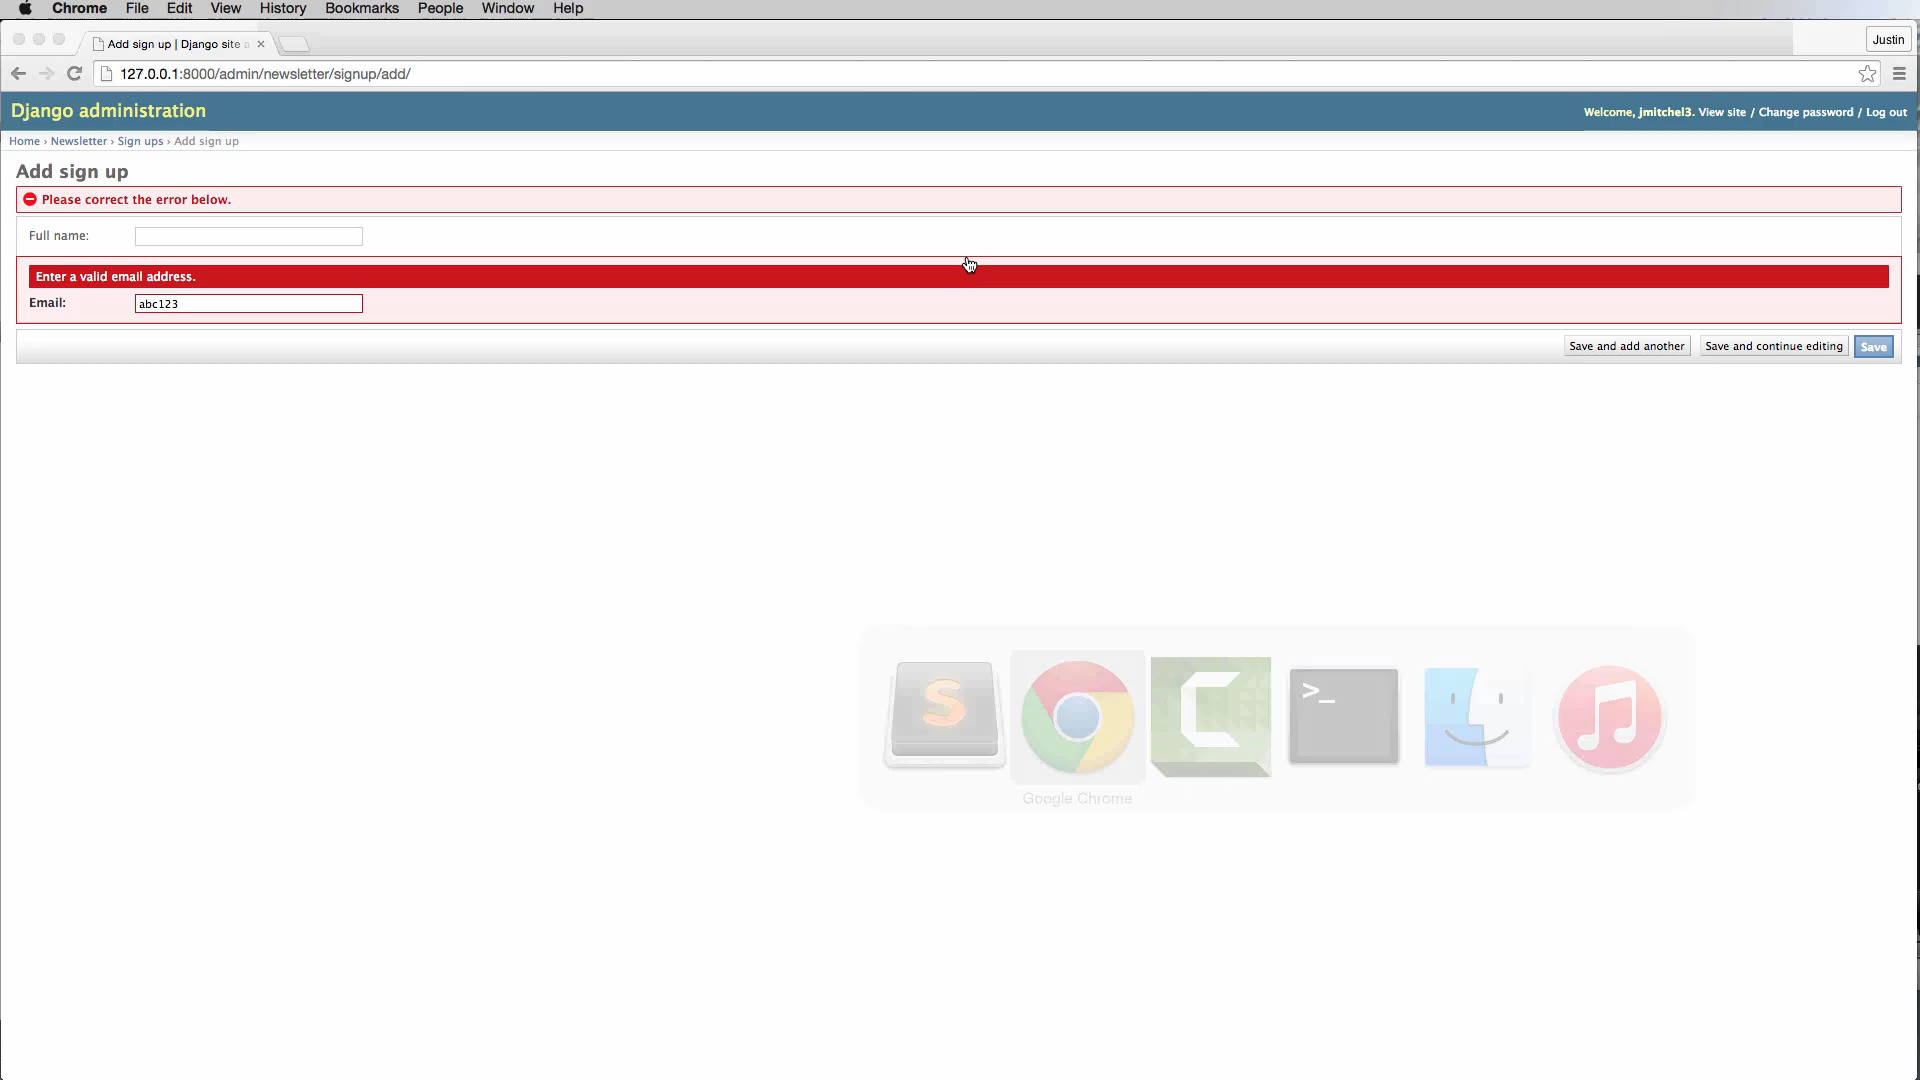 Chrome File Edit View History Bookmarks People Window Help
Add sign up | Django site a
Justin
127.0.0.1:8000/admin/newsletter/signup/add/
Django administration
Welcome, jmitchel3. View site / Change password / Log out
Home › Newsletter › Sign ups › Add sign up
Add sign up
Please correct the error below.
Full name:
Enter a valid email address.
Email: abc123
Save and add another Save and continue editing Save
S
C
>_
Google Chrome